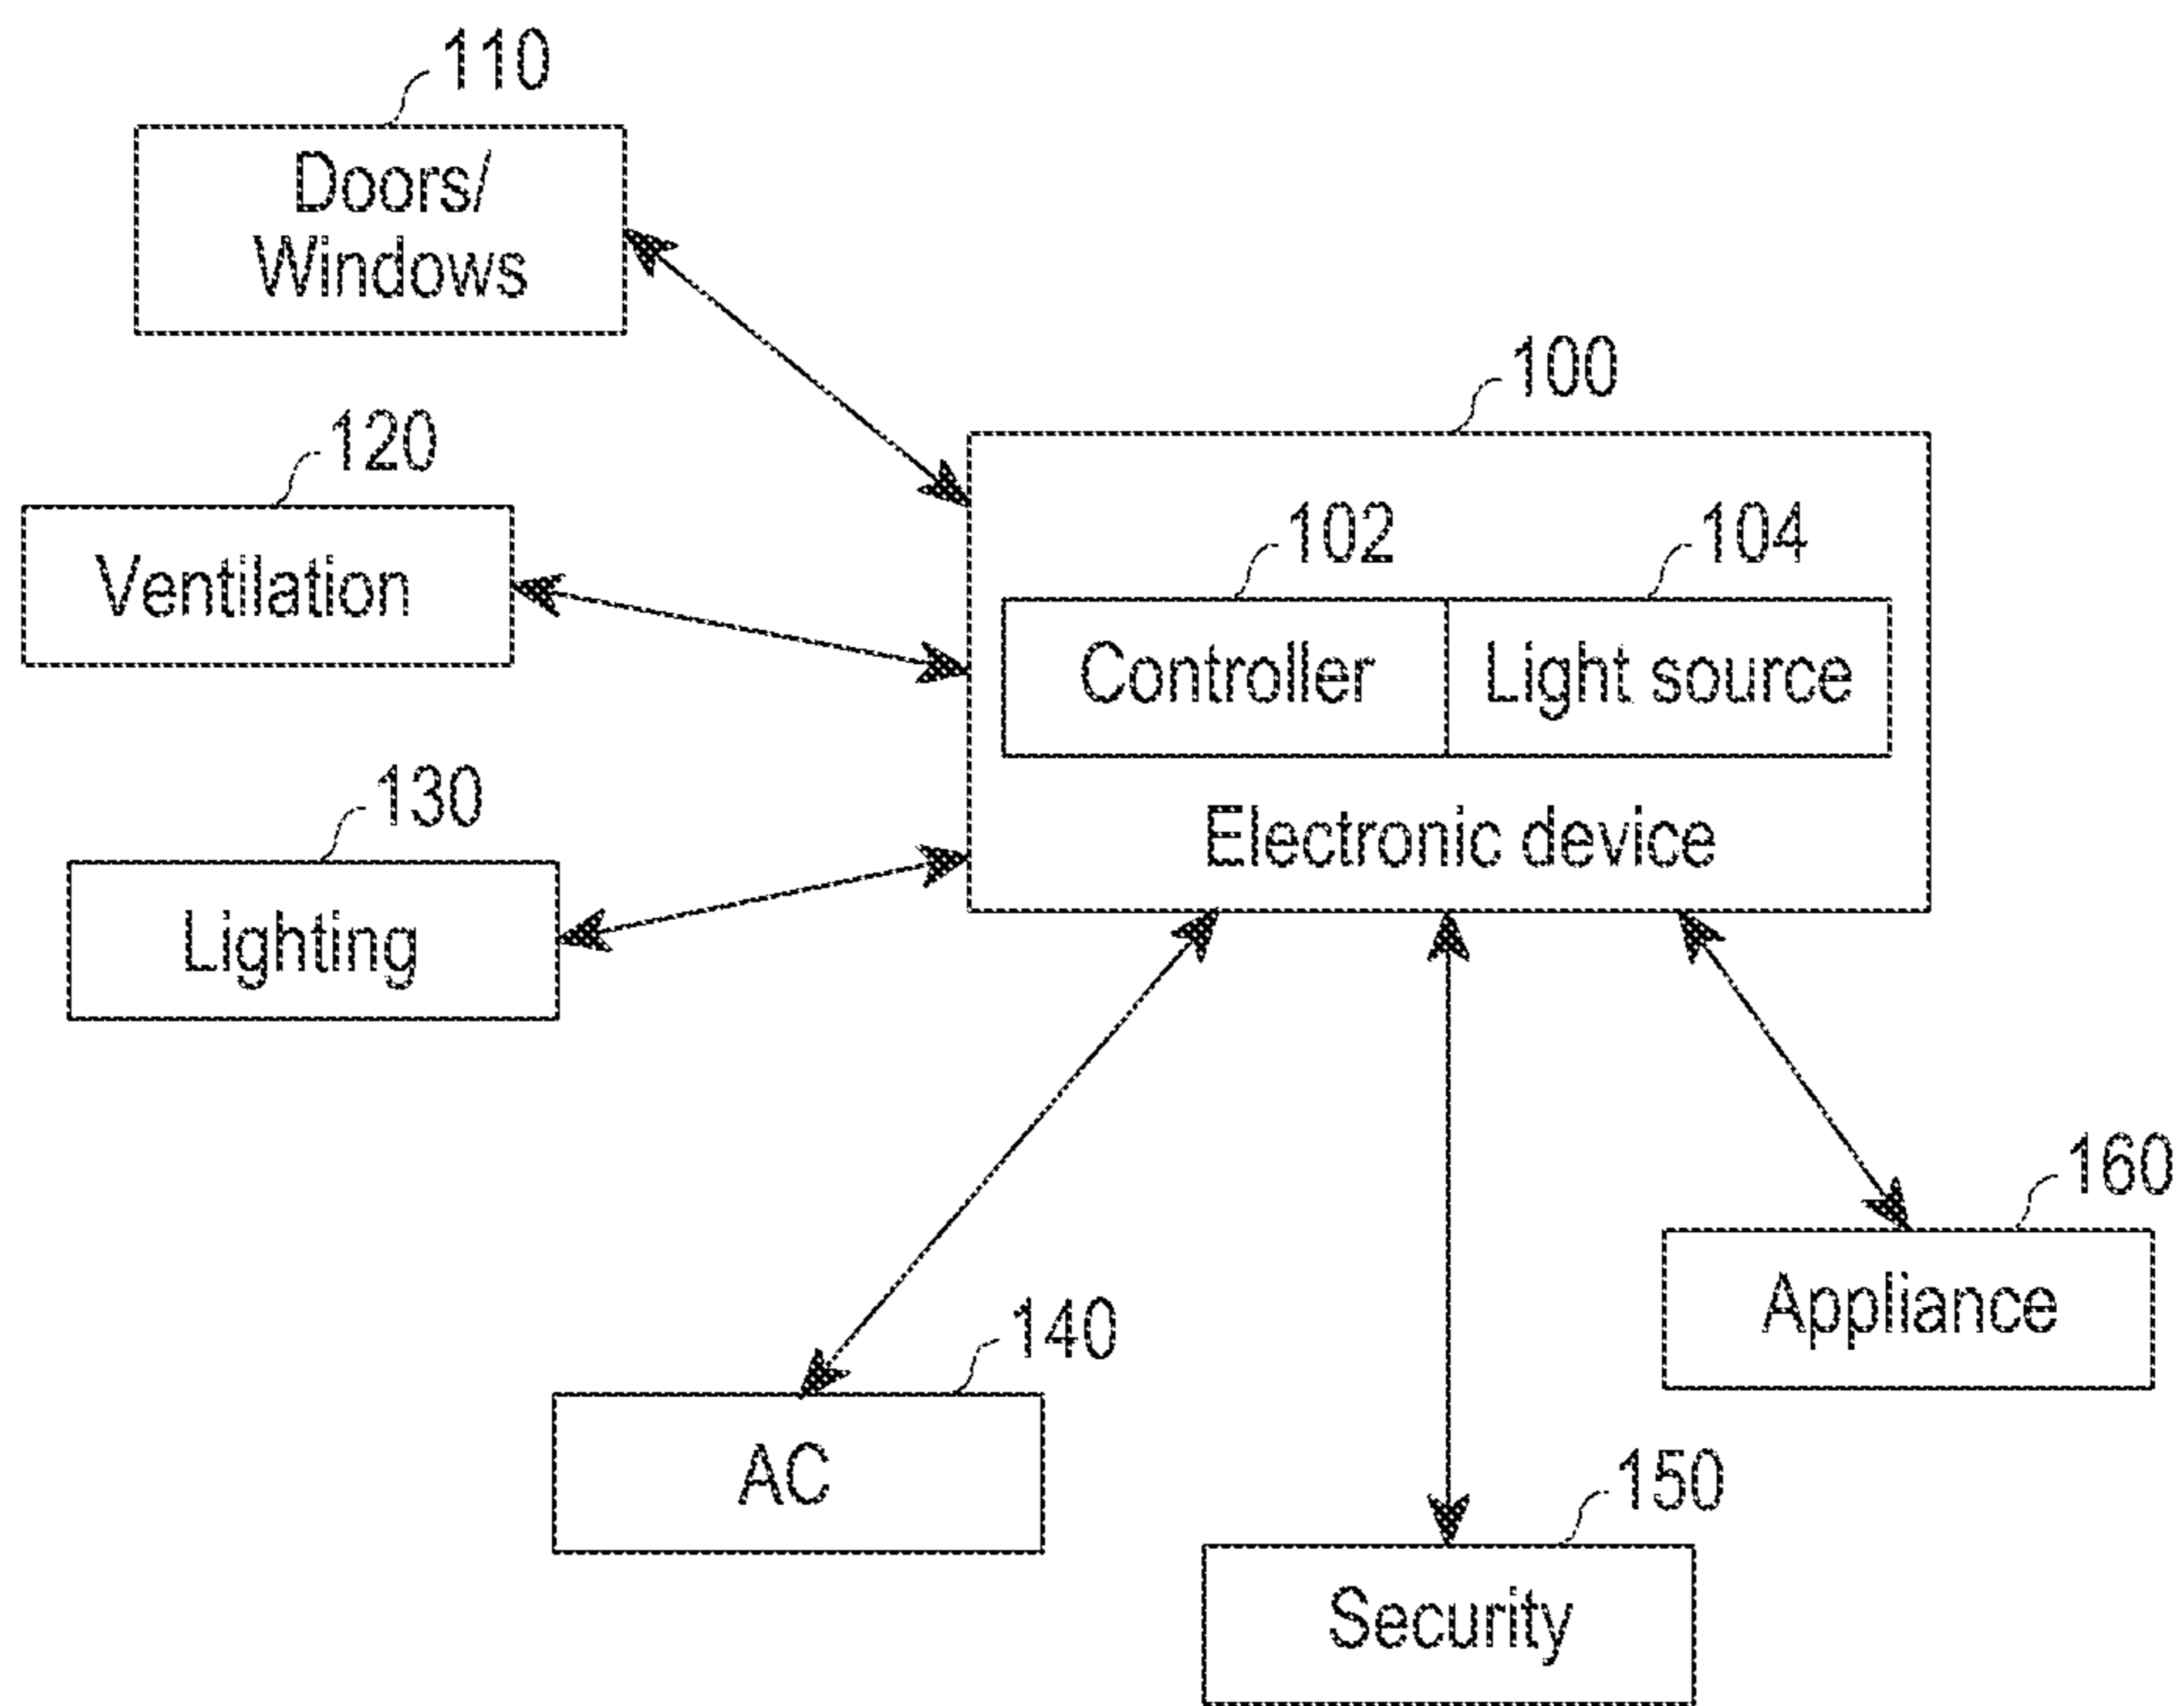 110
Doors/
Windows
100
120
Ventilation
102
104
Controller
Light source
130
Electronic device
Lighting
160
Appliance
140
AC
150
Security